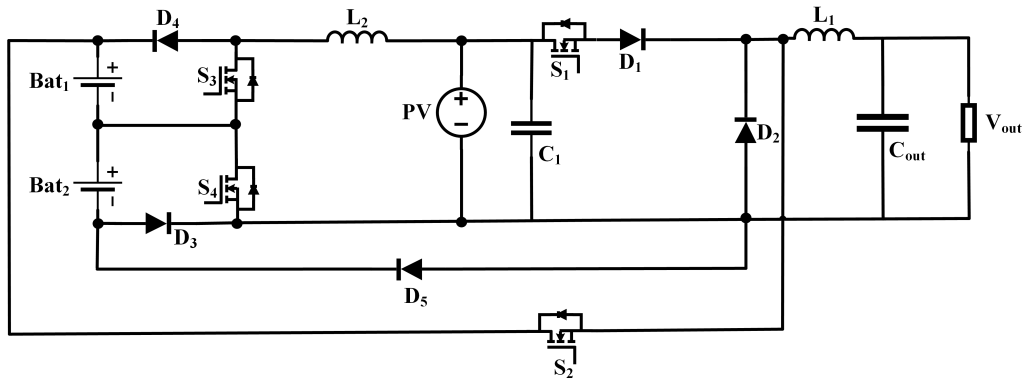 D4
L2
L1
S1
D1
Bat1
+
-
S3
PV
+
-
C1
D2
Cout
Vout
Bat2
+
-
S4
D3
D5
S2